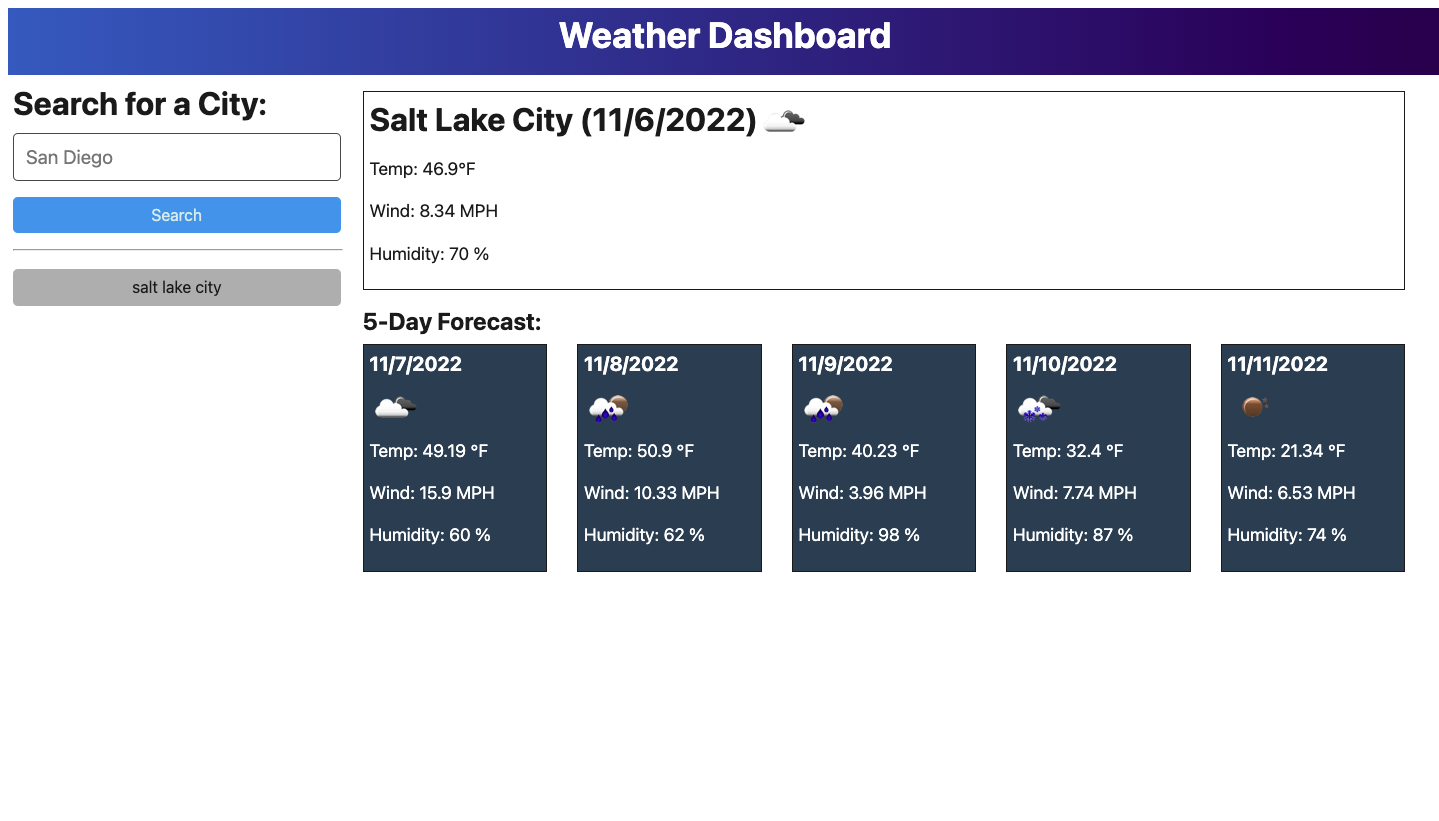 Weather Dashboard
Search for a City:
San Diego
Search
salt lake city
Salt Lake City (11/6/2022)
Temp: 46.9°F
Wind: 8.34 MPH
Humidity: 70 %
5-Day Forecast:
11/7/2022
Temp: 49.19 °F
Wind: 15.9 MPH
Humidity: 60 %
11/8/2022
Temp: 50.9 °F
Wind: 10.33 MPH
Humidity: 62 %
11/9/2022
Temp: 40.23 °F
Wind: 3.96 MPH
Humidity: 98 %
11/10/2022
Temp: 32.4 °F
Wind: 7.74 MPH
Humidity: 87 %
11/11/2022
Temp: 21.34 °F
Wind: 6.53 MPH
Humidity: 74 %